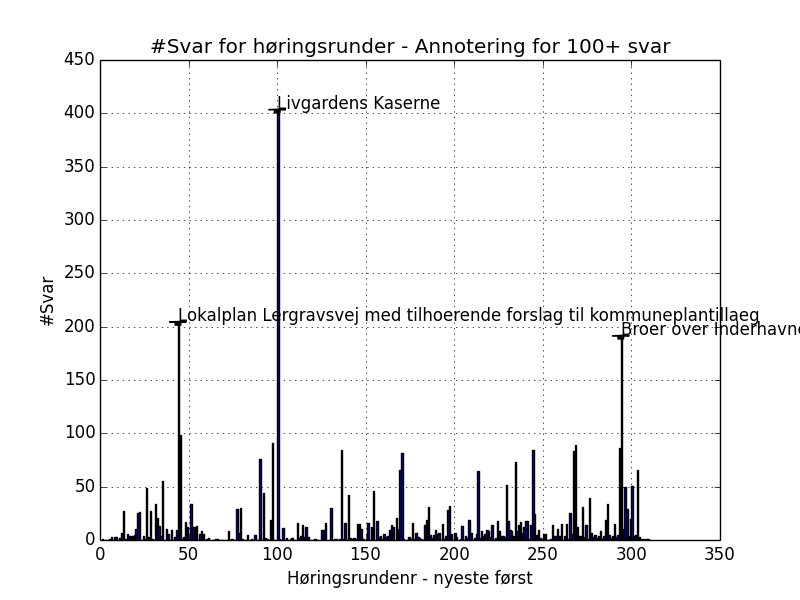 #Svar for høringsrunder - Annotering for 100+ svar
450
400
350
300
250
200
150
100
50
0
#Svar
Livgardens Kaserne
Lokalplan Lergravsvej med tilhoerende forslag til kommuneplantillaeg
Broer over Inderhavne
0 50 100 150 200 250 300 350
Høringsrundenr - nyeste først